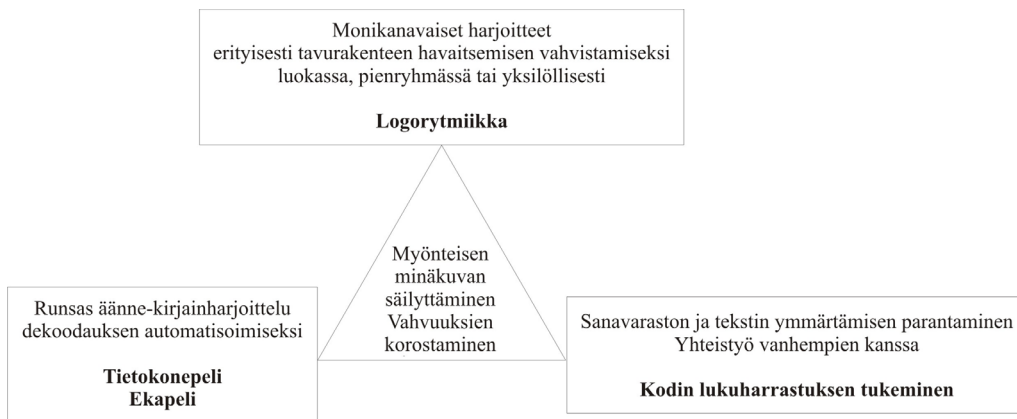 Monikanavaiset harjoitteet
erityisesti tavurakenteen havaitsemisen vahvistamiseksi
luokassa, pienryhmässä tai yksilöllisesti
Logorytmiikka
Myönteisen
minäkuvan
säilyttäminen
Vahvuuksien
korostaminen
Runsas äänne-kirjainharjoittelu
dekoodauksen automatisoimiseksi
Tietokonepeli
Ekapeli
Sanavaraston ja tekstin ymmärtämisen parantaminen
Yhteistyö vanhempien kanssa
Kodin lukuharrastuksen tukeminen